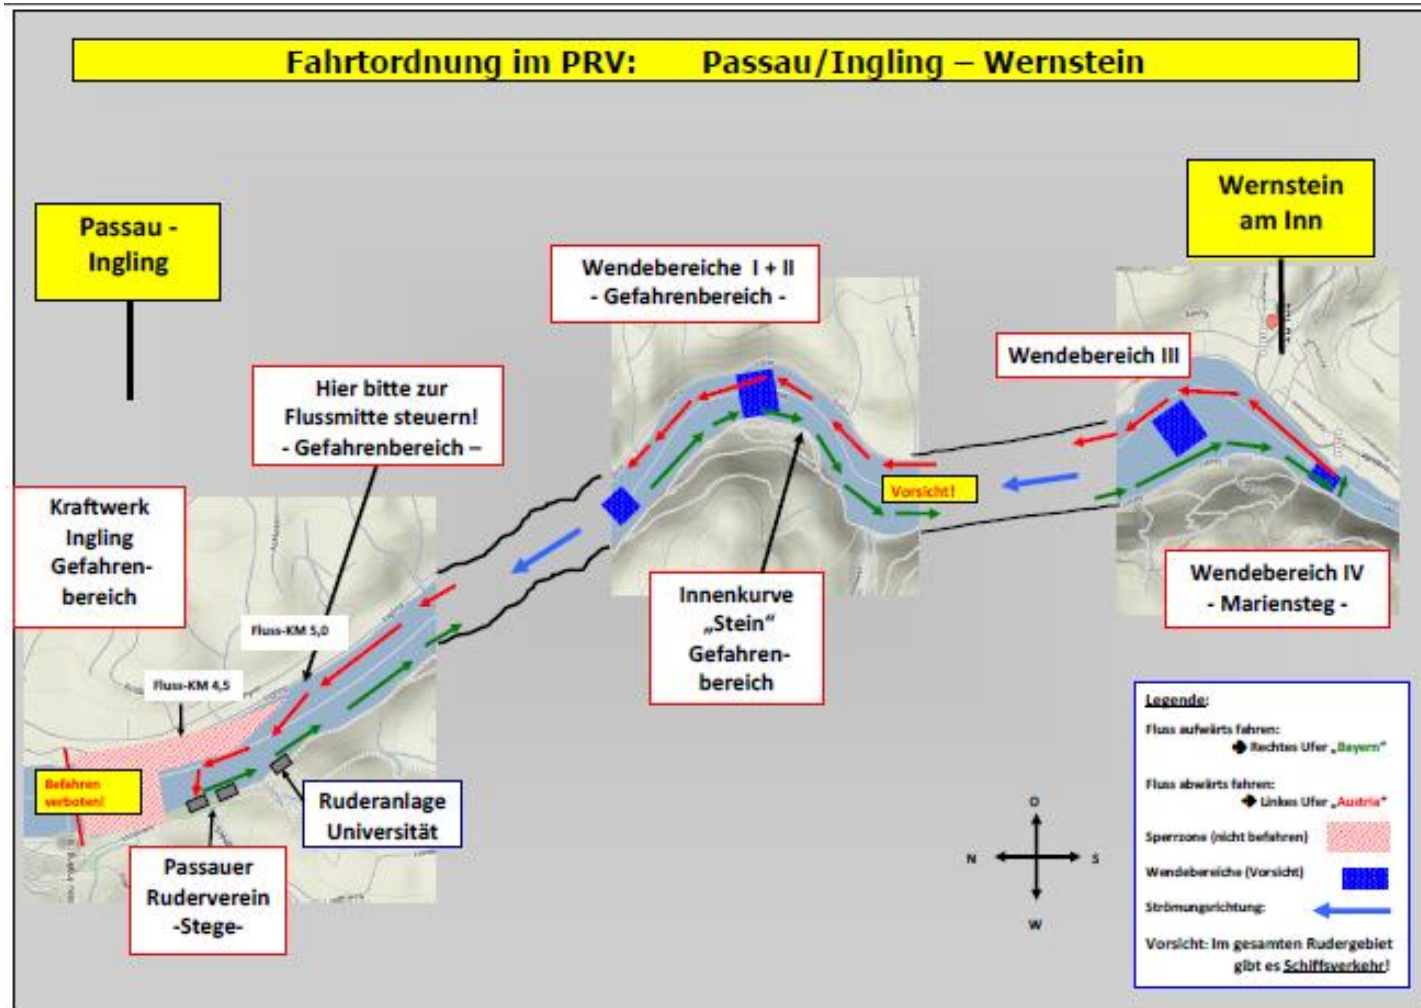 Fahrtordnung im PRV: Passau/Ingling – Wernstein
Passau -
Ingling
Wernstein
am Inn
Wendebereiche I + II
- Gefahrenbereich -
Wendebereich III
Hier bitte zur
Flussmitte steuern!
- Gefahrenbereich –
Kraftwerk
Ingling
Gefahren-
bereich
Vorsicht!
Fluss-KM 5,0
Fluss-KM 4,5
Innenkurve
„Stein“
Gefahren-
bereich
Wendebereich IV
- Mariensteg -
Befahren
verboten!
Ruderanlage
Universität
Passauer
Ruderverein
-Stege-
O
N
S
W
Legende:
Fluss aufwärts fahren:
Rechtes Ufer „Bayern“
Fluss abwärts fahren:
Linkes Ufer „Austria“
Sperrzone (nicht befahren)
Wendebereiche (Vorsicht)
Strömungsrichtung:
Vorsicht: Im gesamten Rudergebiet
gibt es Schiffsverkehr!